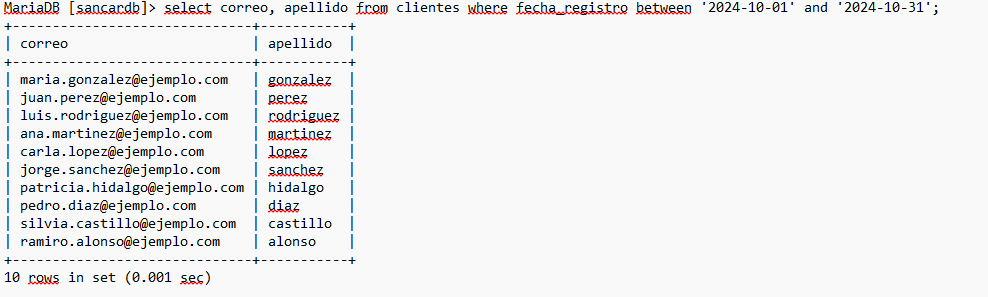 MariaDB [sancardb]> select correo, apellido from clientes where fecha_registro between '2024-10-01' and '2024-10-31';
+------------------------------+-----------+
| correo                       | apellido  |
+------------------------------+-----------+
| maria.gonzalez@ejemplo.com   | gonzalez  |
| juan.perez@ejemplo.com       | perez     |
| luis.rodriguez@ejemplo.com   | rodriguez |
| ana.martinez@ejemplo.com     | martinez  |
| carla.lopez@ejemplo.com      | lopez     |
| jorge.sanchez@ejemplo.com    | sanchez   |
| patricia.hidalgo@ejemplo.com | hidalgo   |
| pedro.diaz@ejemplo.com       | diaz      |
| silvia.castillo@ejemplo.com  | castillo  |
| ramiro.alonso@ejemplo.com    | alonso    |
+------------------------------+-----------+
10 rows in set (0.001 sec)